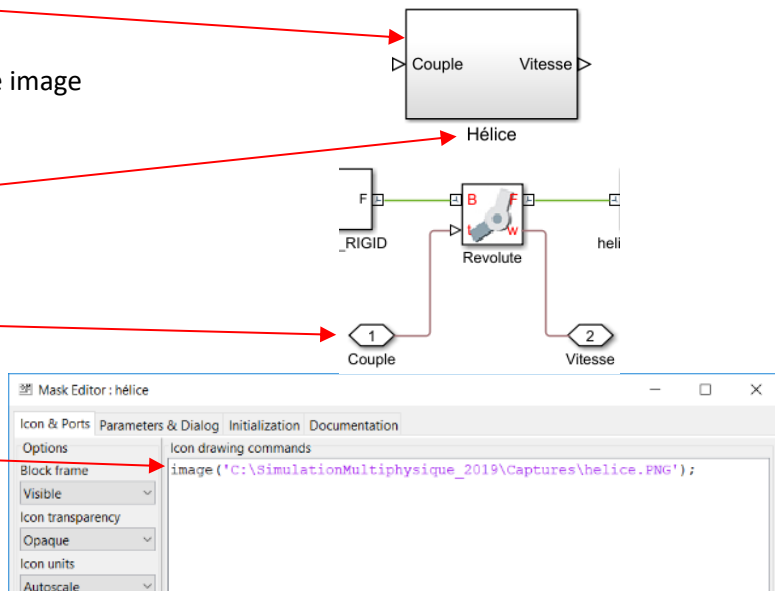 Couple Vitesse
e image
Hélice
F B F
_RIGID t w heli
Revolute
1 2
Couple Vitesse
Mask Editor : hélice
Icon & Ports Parameters & Dialog Initialization Documentation
Options Icon drawing commands
Block frame image('C:\SimulationMultiphysique_2019\Captures\helice.PNG');
Visible
Icon transparency
Opaque
Icon units
Autoscale